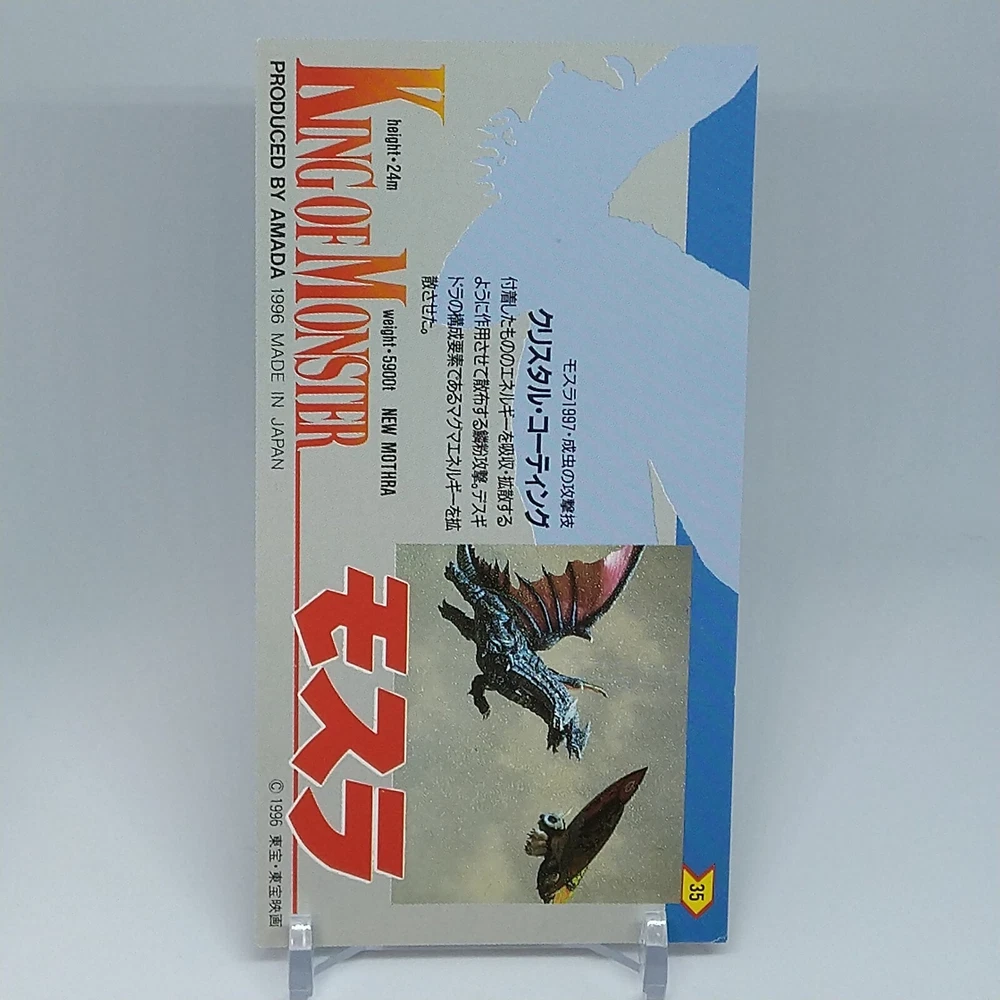 モスラ1997・成虫の攻撃技
クリスタル・コーティング
付着したもののエネルギーを吸収・拡散する
ように作用させて散布する鱗粉攻撃。デスギ
ドラの構成要素であるマグマエネルギーを拡
散させた。
height・24m weight・5900t NEW MOTHRA
KING OF MONSTER
モスラ
PRODUCED BY AMADA 1996 MADE IN JAPAN
© 1996 東宝・東宝映画
35